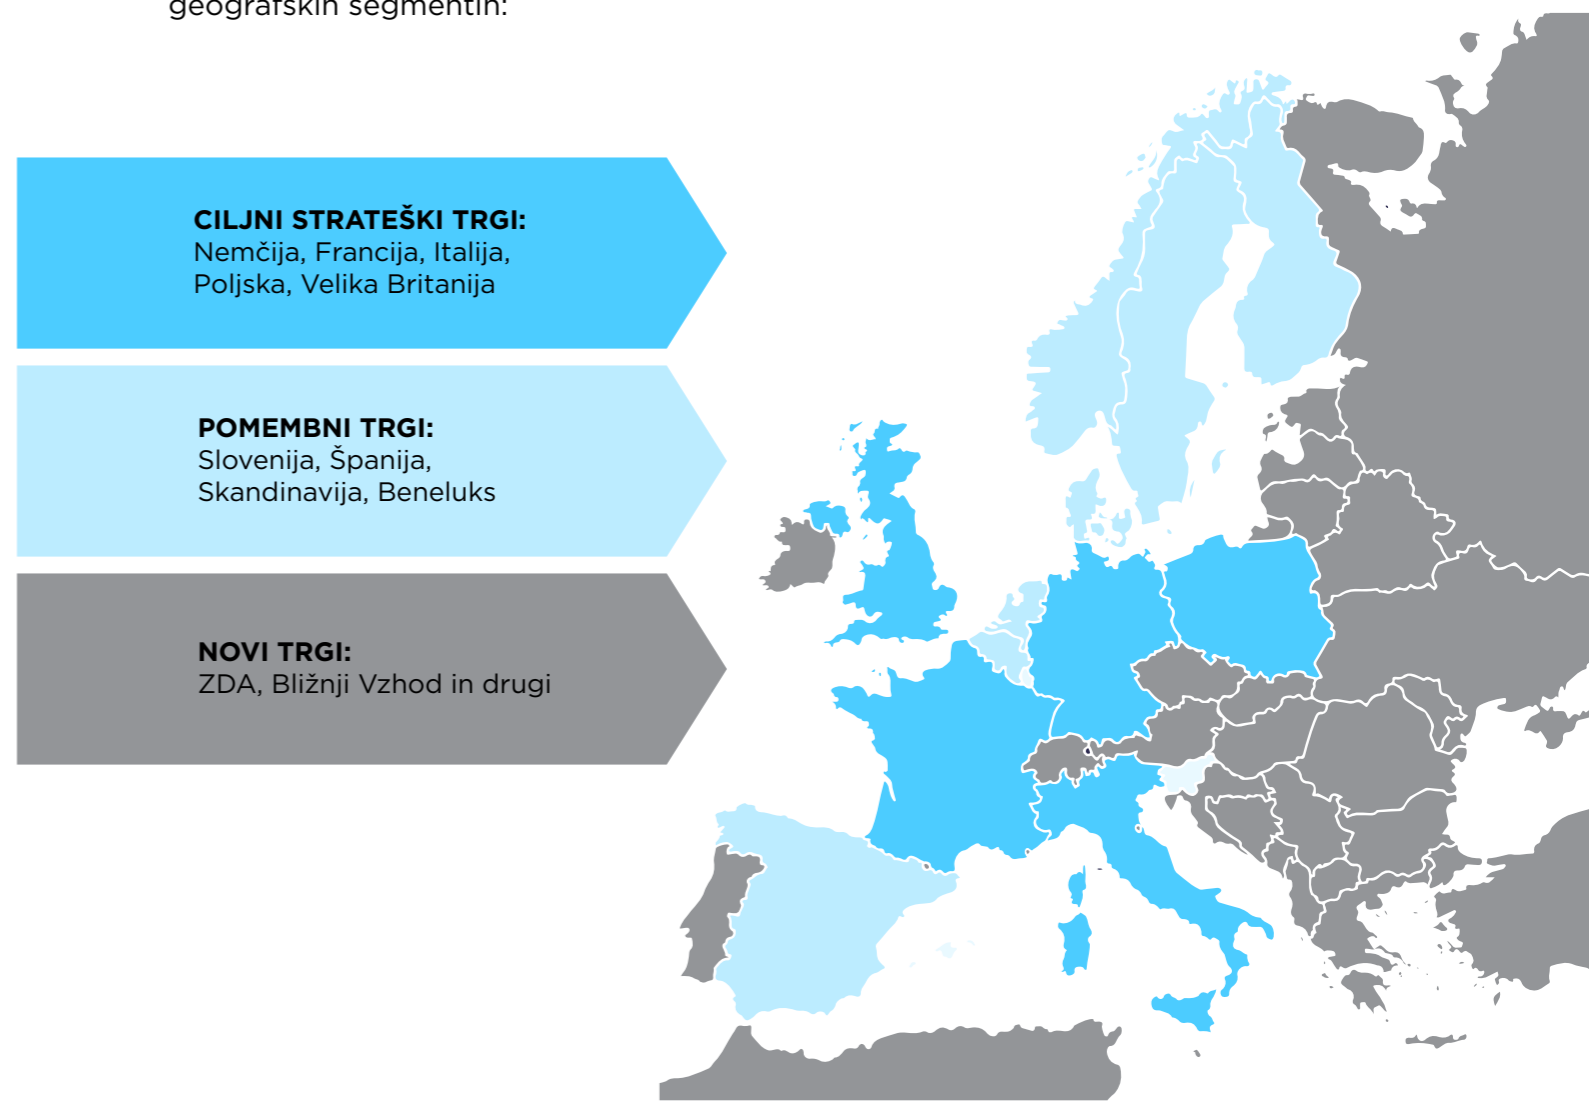 geografskih segmentih:
CILJNI STRATEŠKI TRGI:
Nemčija, Francija, Italija,
Poljska, Velika Britanija
POMEMBNI TRGI:
Slovenija, Španija,
Skandinavija, Beneluks
NOVI TRGI:
ZDA, Bližnji Vzhod in drugi